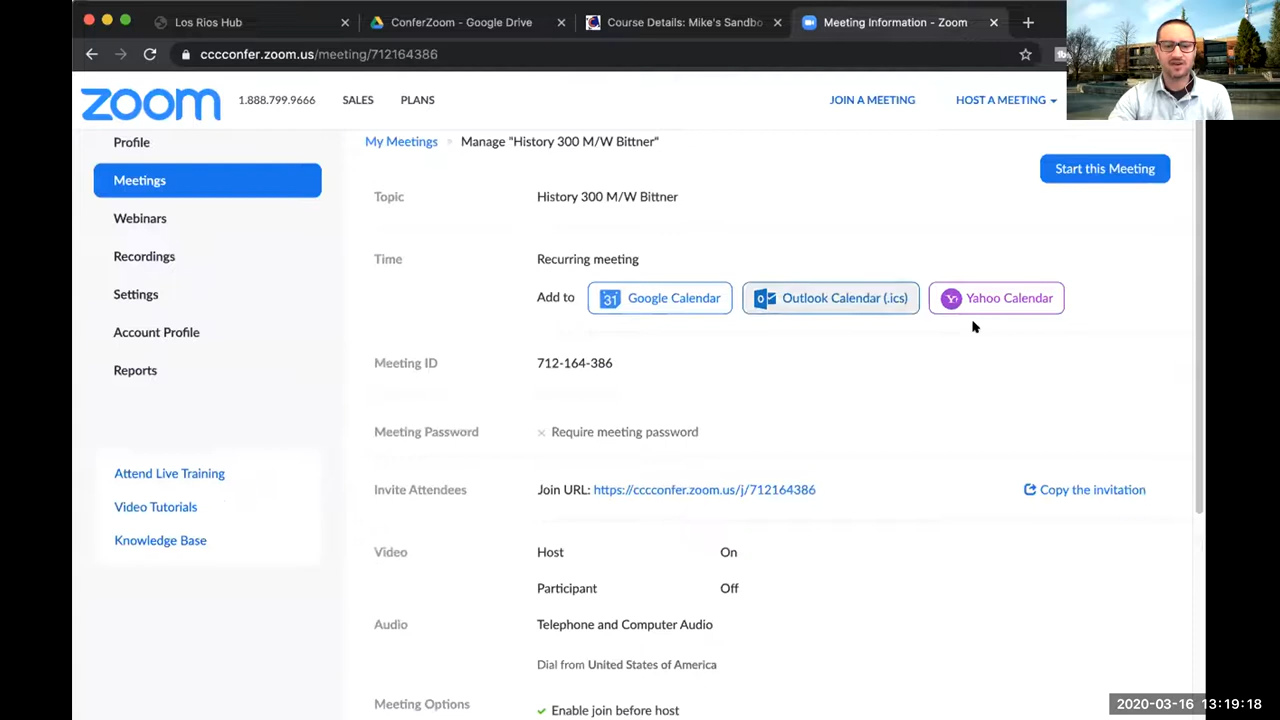 Los Rios Hub
ConferZoom - Google Drive
Course Details: Mike's Sandbo
Meeting Information - Zoom
cccconfer.zoom.us/meeting/712164386
zoom
1.888.799.9666
SALES
PLANS
JOIN A MEETING
HOST A MEETING
Profile
Meetings
Webinars
Recordings
Settings
Account Profile
Reports
Attend Live Training
Video Tutorials
Knowledge Base
My Meetings
Manage "History 300 M/W Bittner"
Start this Meeting
Topic
History 300 M/W Bittner
Time
Recurring meeting
Add to
31 Google Calendar
Outlook Calendar (.ics)
Yahoo Calendar
Meeting ID
712-164-386
Meeting Password
Require meeting password
Invite Attendees
Join URL: https://cccconfer.zoom.us/j/712164386
Copy the invitation
Video
Host
On
Participant
Off
Audio
Telephone and Computer Audio
Dial from United States of America
Meeting Options
Enable join before host
2020-03-16 13:19:18